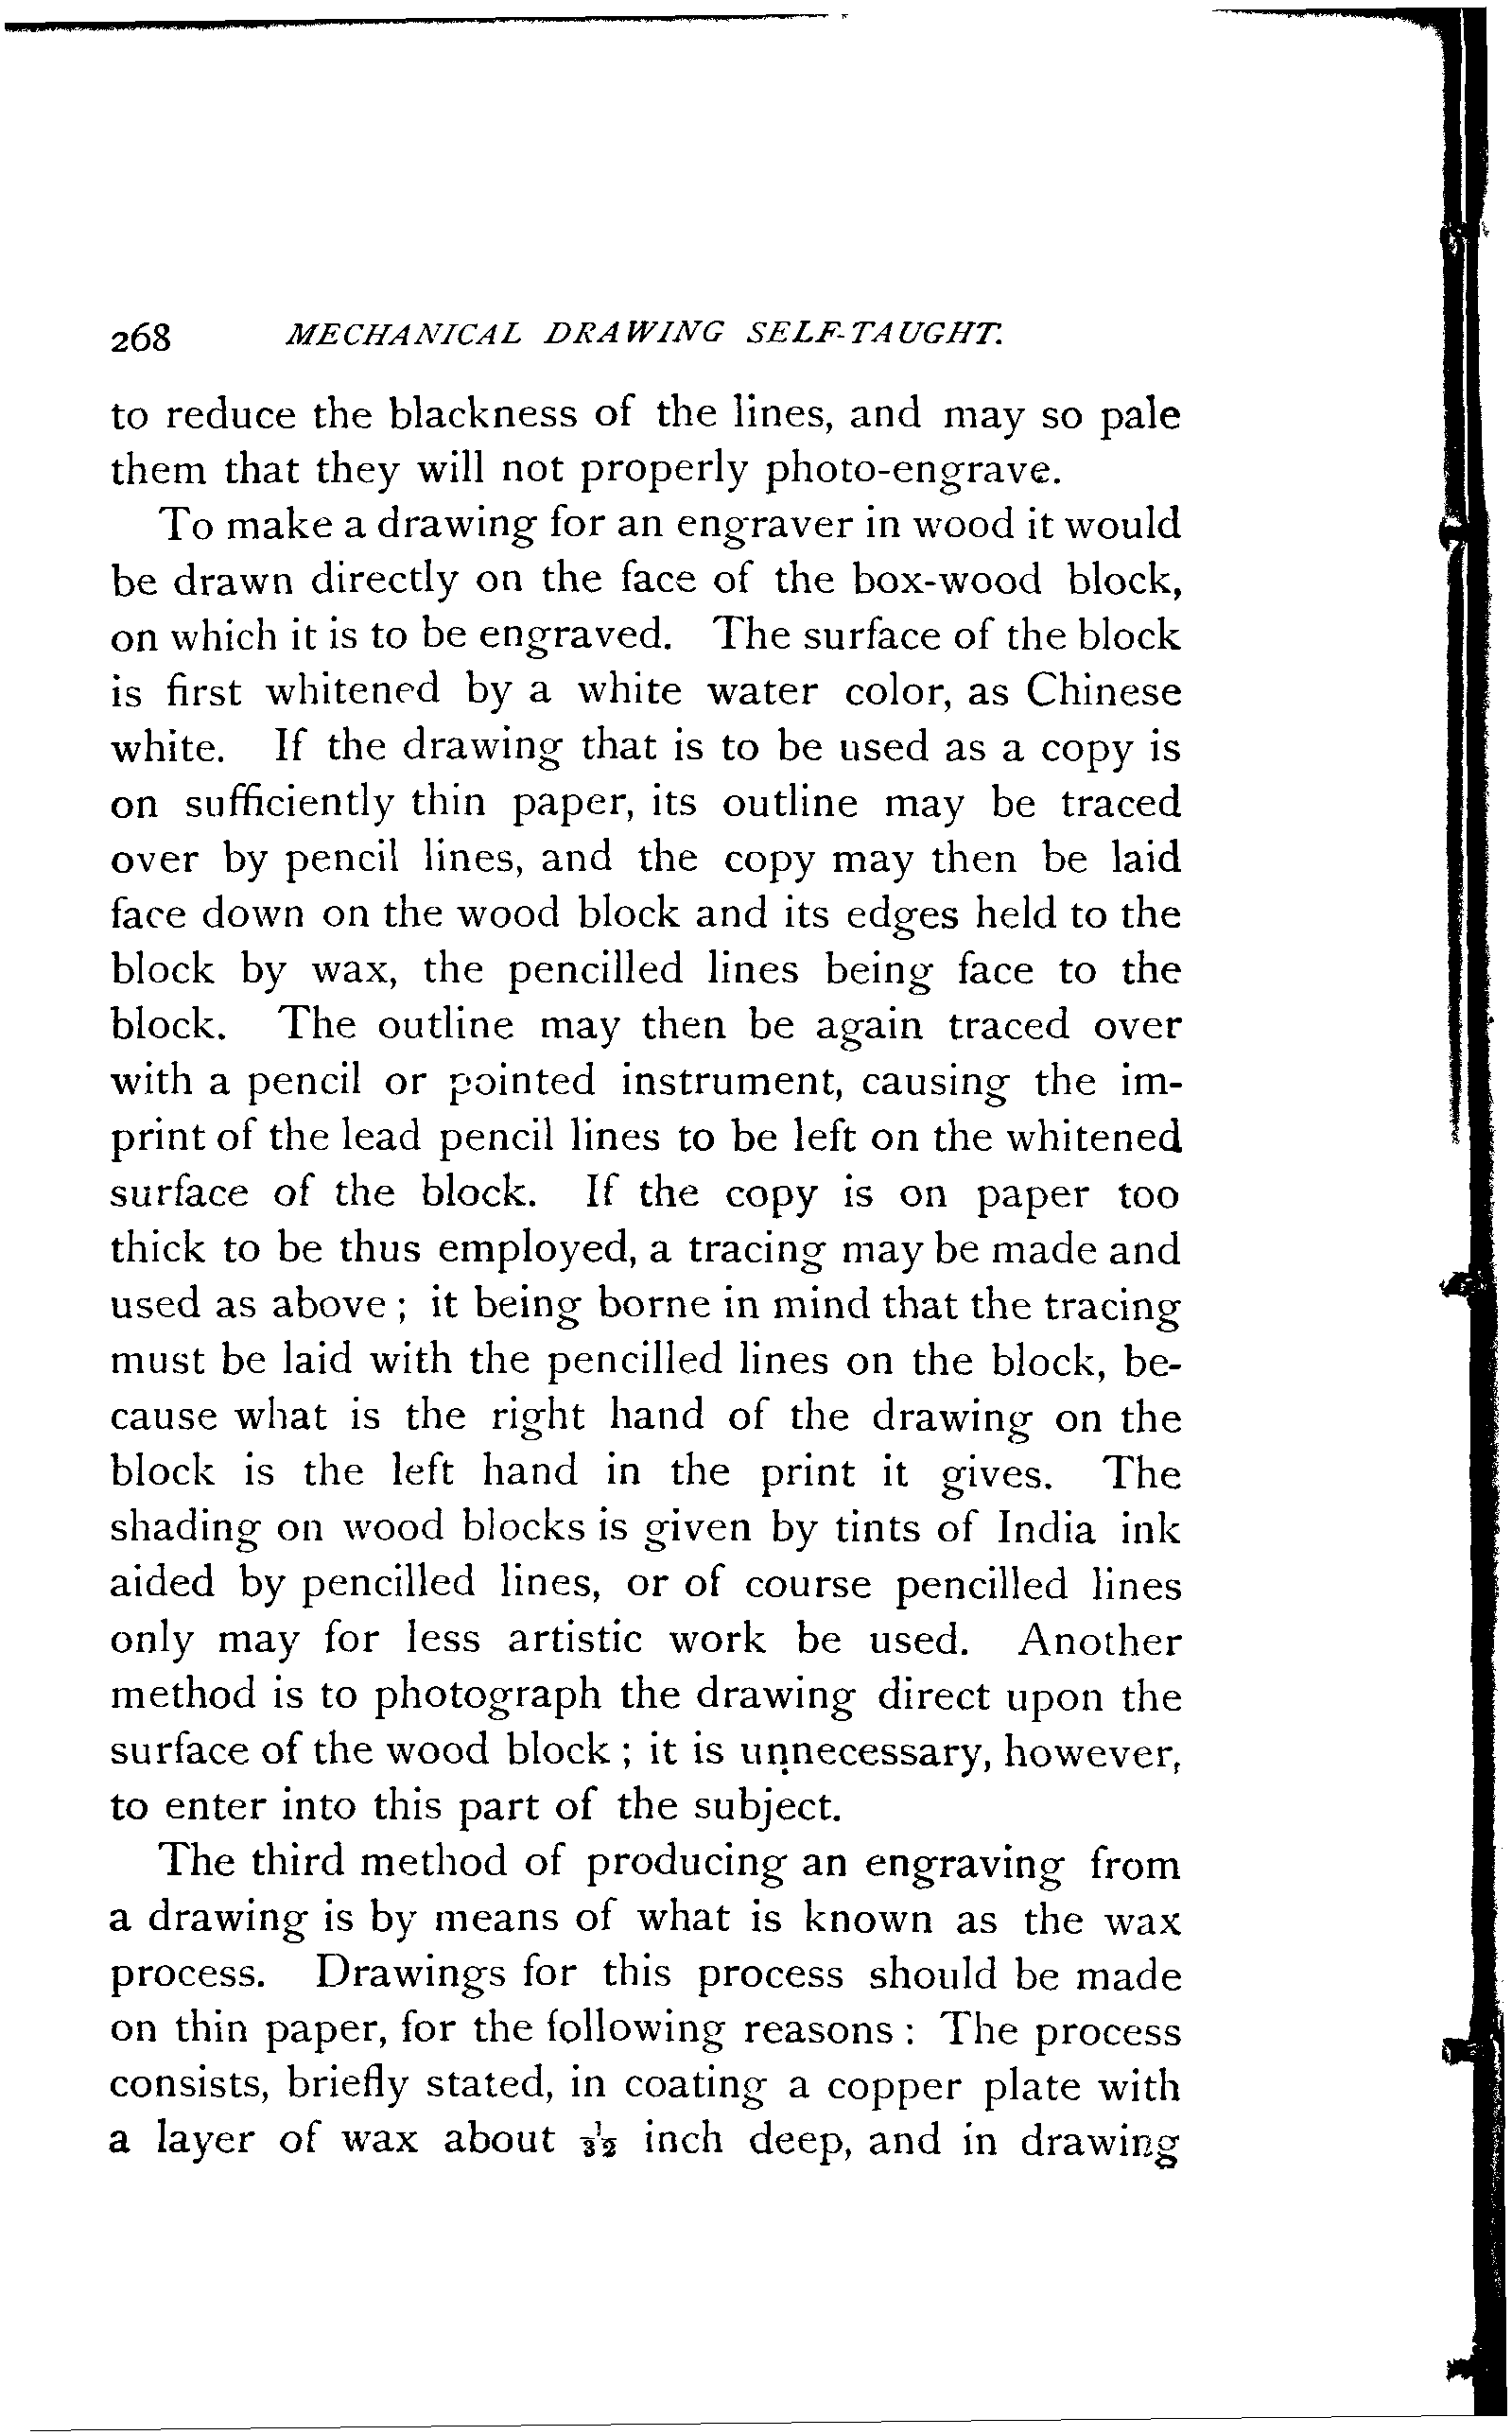 268 MECHANICAL DRAWING SELF-TAUGHT.
to reduce the blackness of the lines, and may so pale
them that they will not properly photo-engrave.
To make a drawing for an engraver in wood it would
be drawn directly on the face of the box-wood block,
on which it is to be engraved. The surface of the block
is first whitened by a white water color, as Chinese
white. If the drawing that is to be used as a copy is
on sufficiently thin paper, its outline may be traced
over by pencil lines, and the copy may then be laid
face down on the wood block and its edges held to the
block by wax, the pencilled lines being face to the
block. The outline may then be again traced over
with a pencil or pointed instrument, causing the im-
print of the lead pencil lines to be left on the whitened
surface of the block. If the copy is on paper too
thick to be thus employed, a tracing may be made and
used as above ; it being borne in mind that the tracing
must be laid with the pencilled lines on the block, be-
cause what is the right hand of the drawing on the
block is the left hand in the print it gives. The
shading on wood blocks is given by tints of India ink
aided by pencilled lines, or of course pencilled lines
only may for less artistic work be used. Another
method is to photograph the drawing direct upon the
surface of the wood block ; it is unnecessary, however,
to enter into this part of the subject.
The third method of producing an engraving from
a drawing is by means of what is known as the wax
process. Drawings for this process should be made
on thin paper, for the following reasons : The process
consists, briefly stated, in coating a copper plate with
a layer of wax about 1/32 inch deep, and in drawing